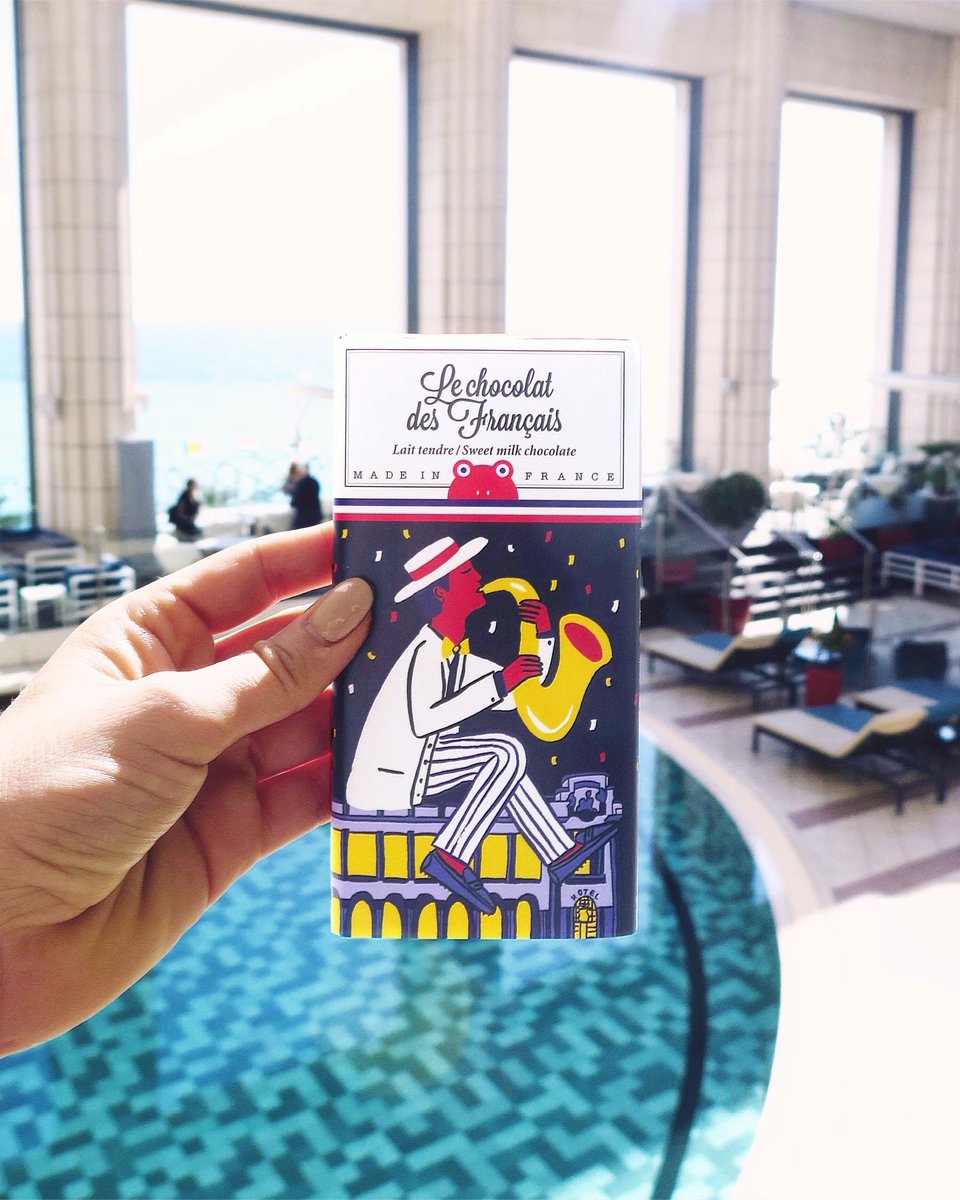 Le chocolat
des Français
Lait tendre / Sweet milk chocolate
MADE IN FRANCE
HOTEL